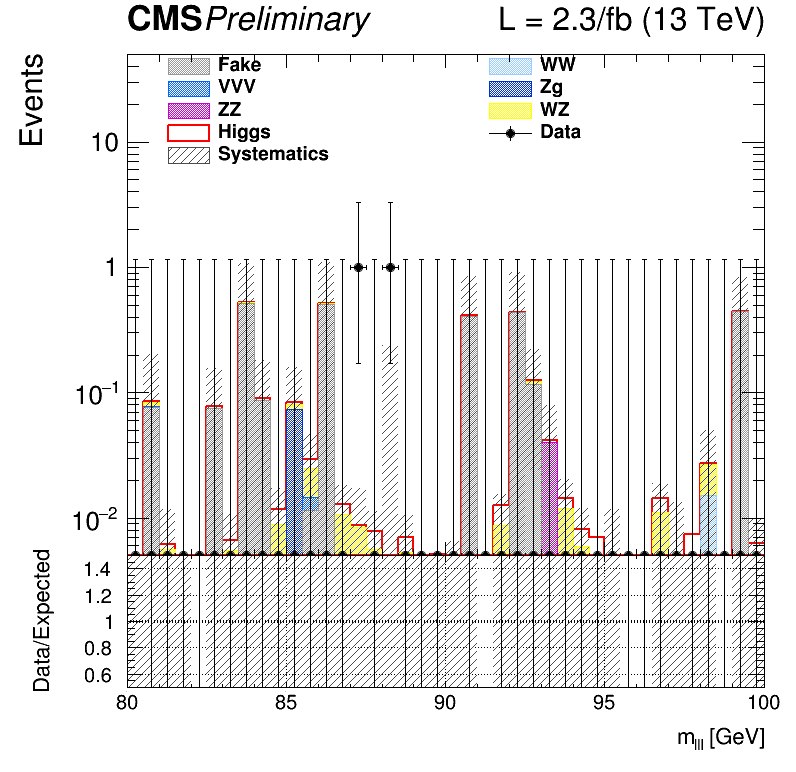 CMS Preliminary L = 2.3/fb (13 TeV)
Events
Fake WW
VVV Zg
ZZ WZ
Higgs Data
Systematics
10
1
10⁻¹
10⁻²
Data/Expected
1.4
1.2
1
0.8
0.6
80 85 90 95 100
m_lll [GeV]